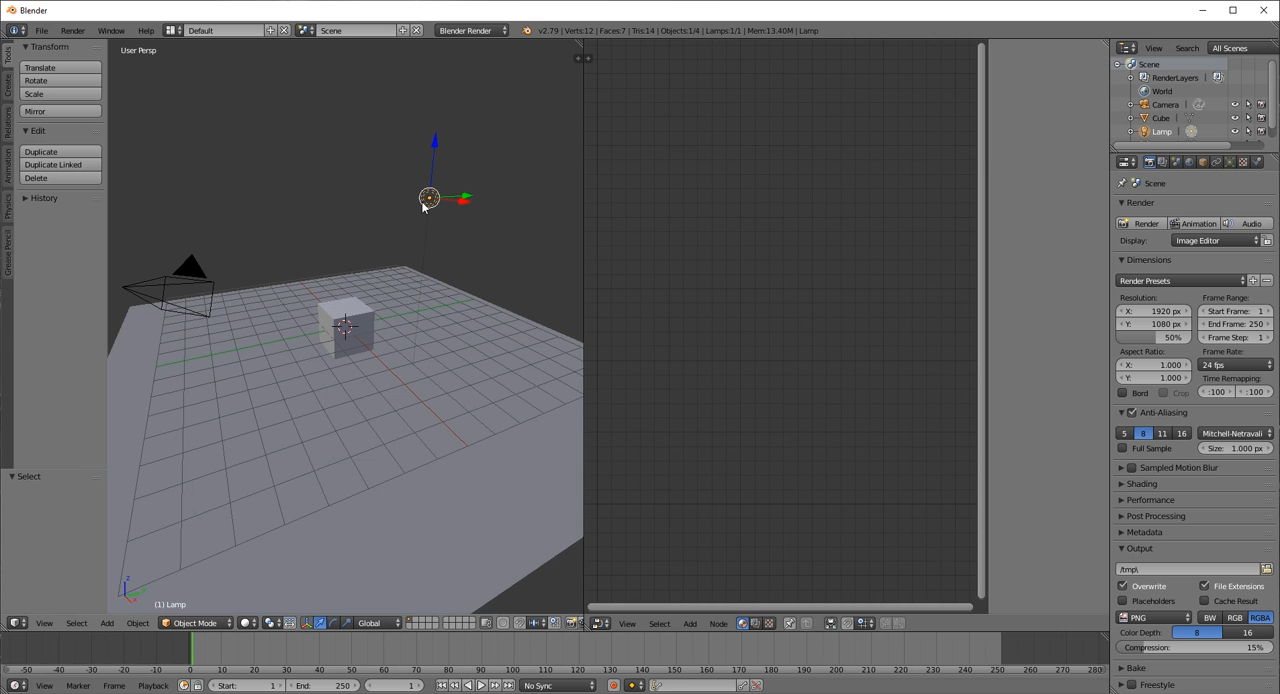 Blender
File Render Window Help Default Scene Blender Render v2.79 | Verts:12 | Faces:7 | Tris:14 | Objects:1/4 | Lamps:1/1 | Mem:13.40M | Lamp
Tools
Create
Relations
Animation
Physics
Grease Pencil
Transform
Translate
Rotate
Scale
Mirror
Edit
Duplicate
Duplicate Linked
Delete
History
Select
User Persp
z
(1) Lamp
View Select Add Object Object Mode Global
View Select Add Node
View Search All Scenes
Scene
RenderLayers |
World
Camera |
Cube |
Lamp |
Scene
Render
Render Animation Audio
Display: Image Editor
Dimensions
Render Presets
Resolution: Frame Range:
X: 1920 px Start Frame: 1
Y: 1080 px End Frame: 250
50% Frame Step: 1
Aspect Ratio: Frame Rate:
X: 1.000 24 fps
Y: 1.000 Time Remapping:
Bord Crop :100 :100
Anti-Aliasing
5 8 11 16 Mitchell-Netravali
Full Sample Size: 1.000 px
Sampled Motion Blur
Shading
Performance
Post Processing
Metadata
Output
/tmp\
Overwrite File Extensions
Placeholders Cache Result
PNG BW RGB RGBA
Color Depth: 8 16
Compression: 15%
Bake
Freestyle
-50 -40 -30 -20 -10 0 10 20 30 40 50 60 70 80 90 100 110 120 130 140 150 160 170 180 190 200 210 220 230 240 250 260 270 280
View Marker Frame Playback Start: 1 End: 250 1 No Sync